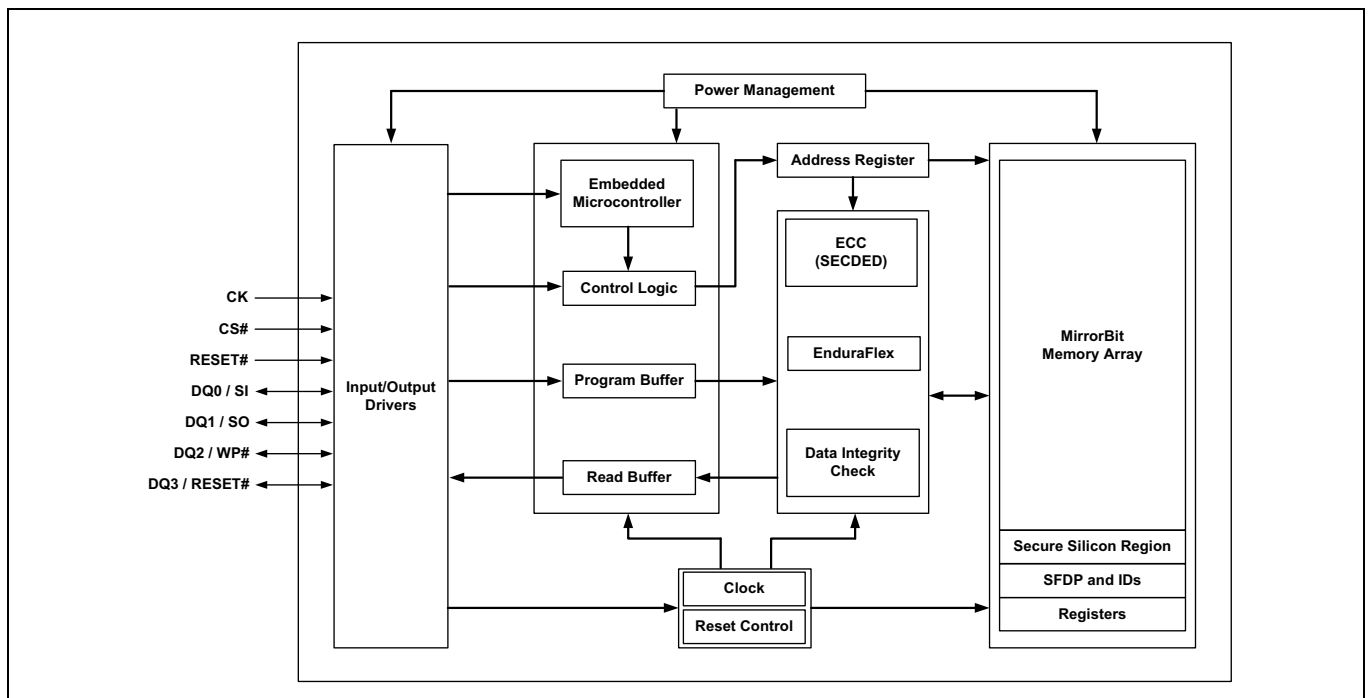 Power Management
Address Register
Embedded
Microcontroller
ECC
(SECDED)
Control Logic
CK
CS#
RESET#
DQ0 / SI
DQ1 / SO
DQ2 / WP#
DQ3 / RESET#
Input/Output
Drivers
EnduraFlex
MirrorBit
Memory Array
Program Buffer
Data Integrity
Check
Read Buffer
Secure Silicon Region
SFDP and IDs
Registers
Clock
Reset Control